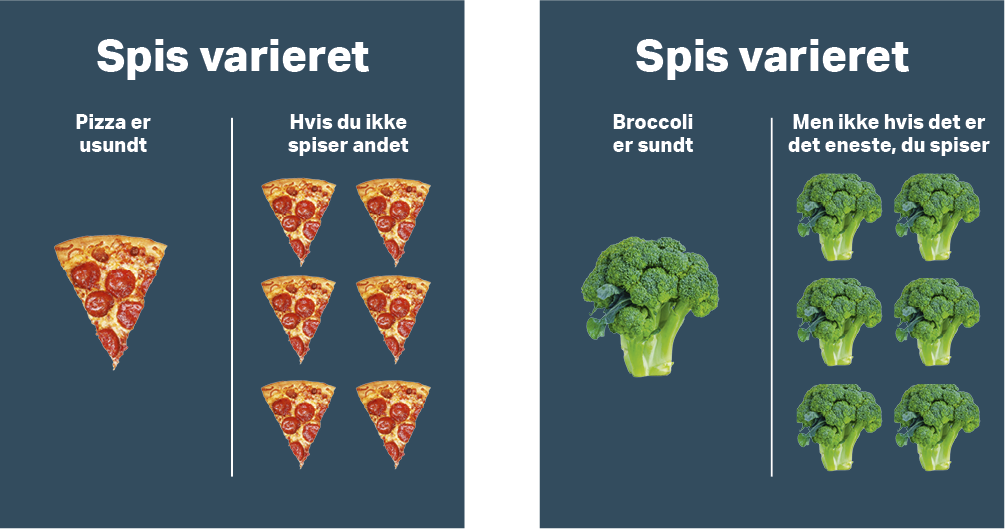 Spis varieret
Pizza er
usundt
Hvis du ikke
spiser andet
Spis varieret
Broccoli
er sundt
Men ikke hvis det er
det eneste, du spiser